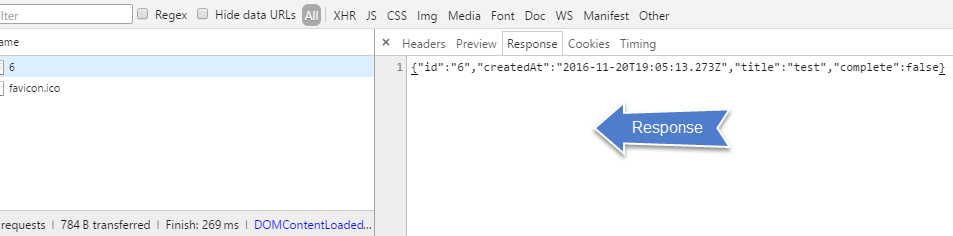 ilter Regex Hide data URLs All XHR JS CSS Img Media Font Doc WS Manifest Other
ame
6
favicon.ico
requests 784 B transferred Finish: 269 ms DOMContentLoaded...
× Headers Preview Response Cookies Timing
1 {"id":"6","createdAt":"2016-11-20T19:05:13.273Z","title":"test","complete":false}
Response